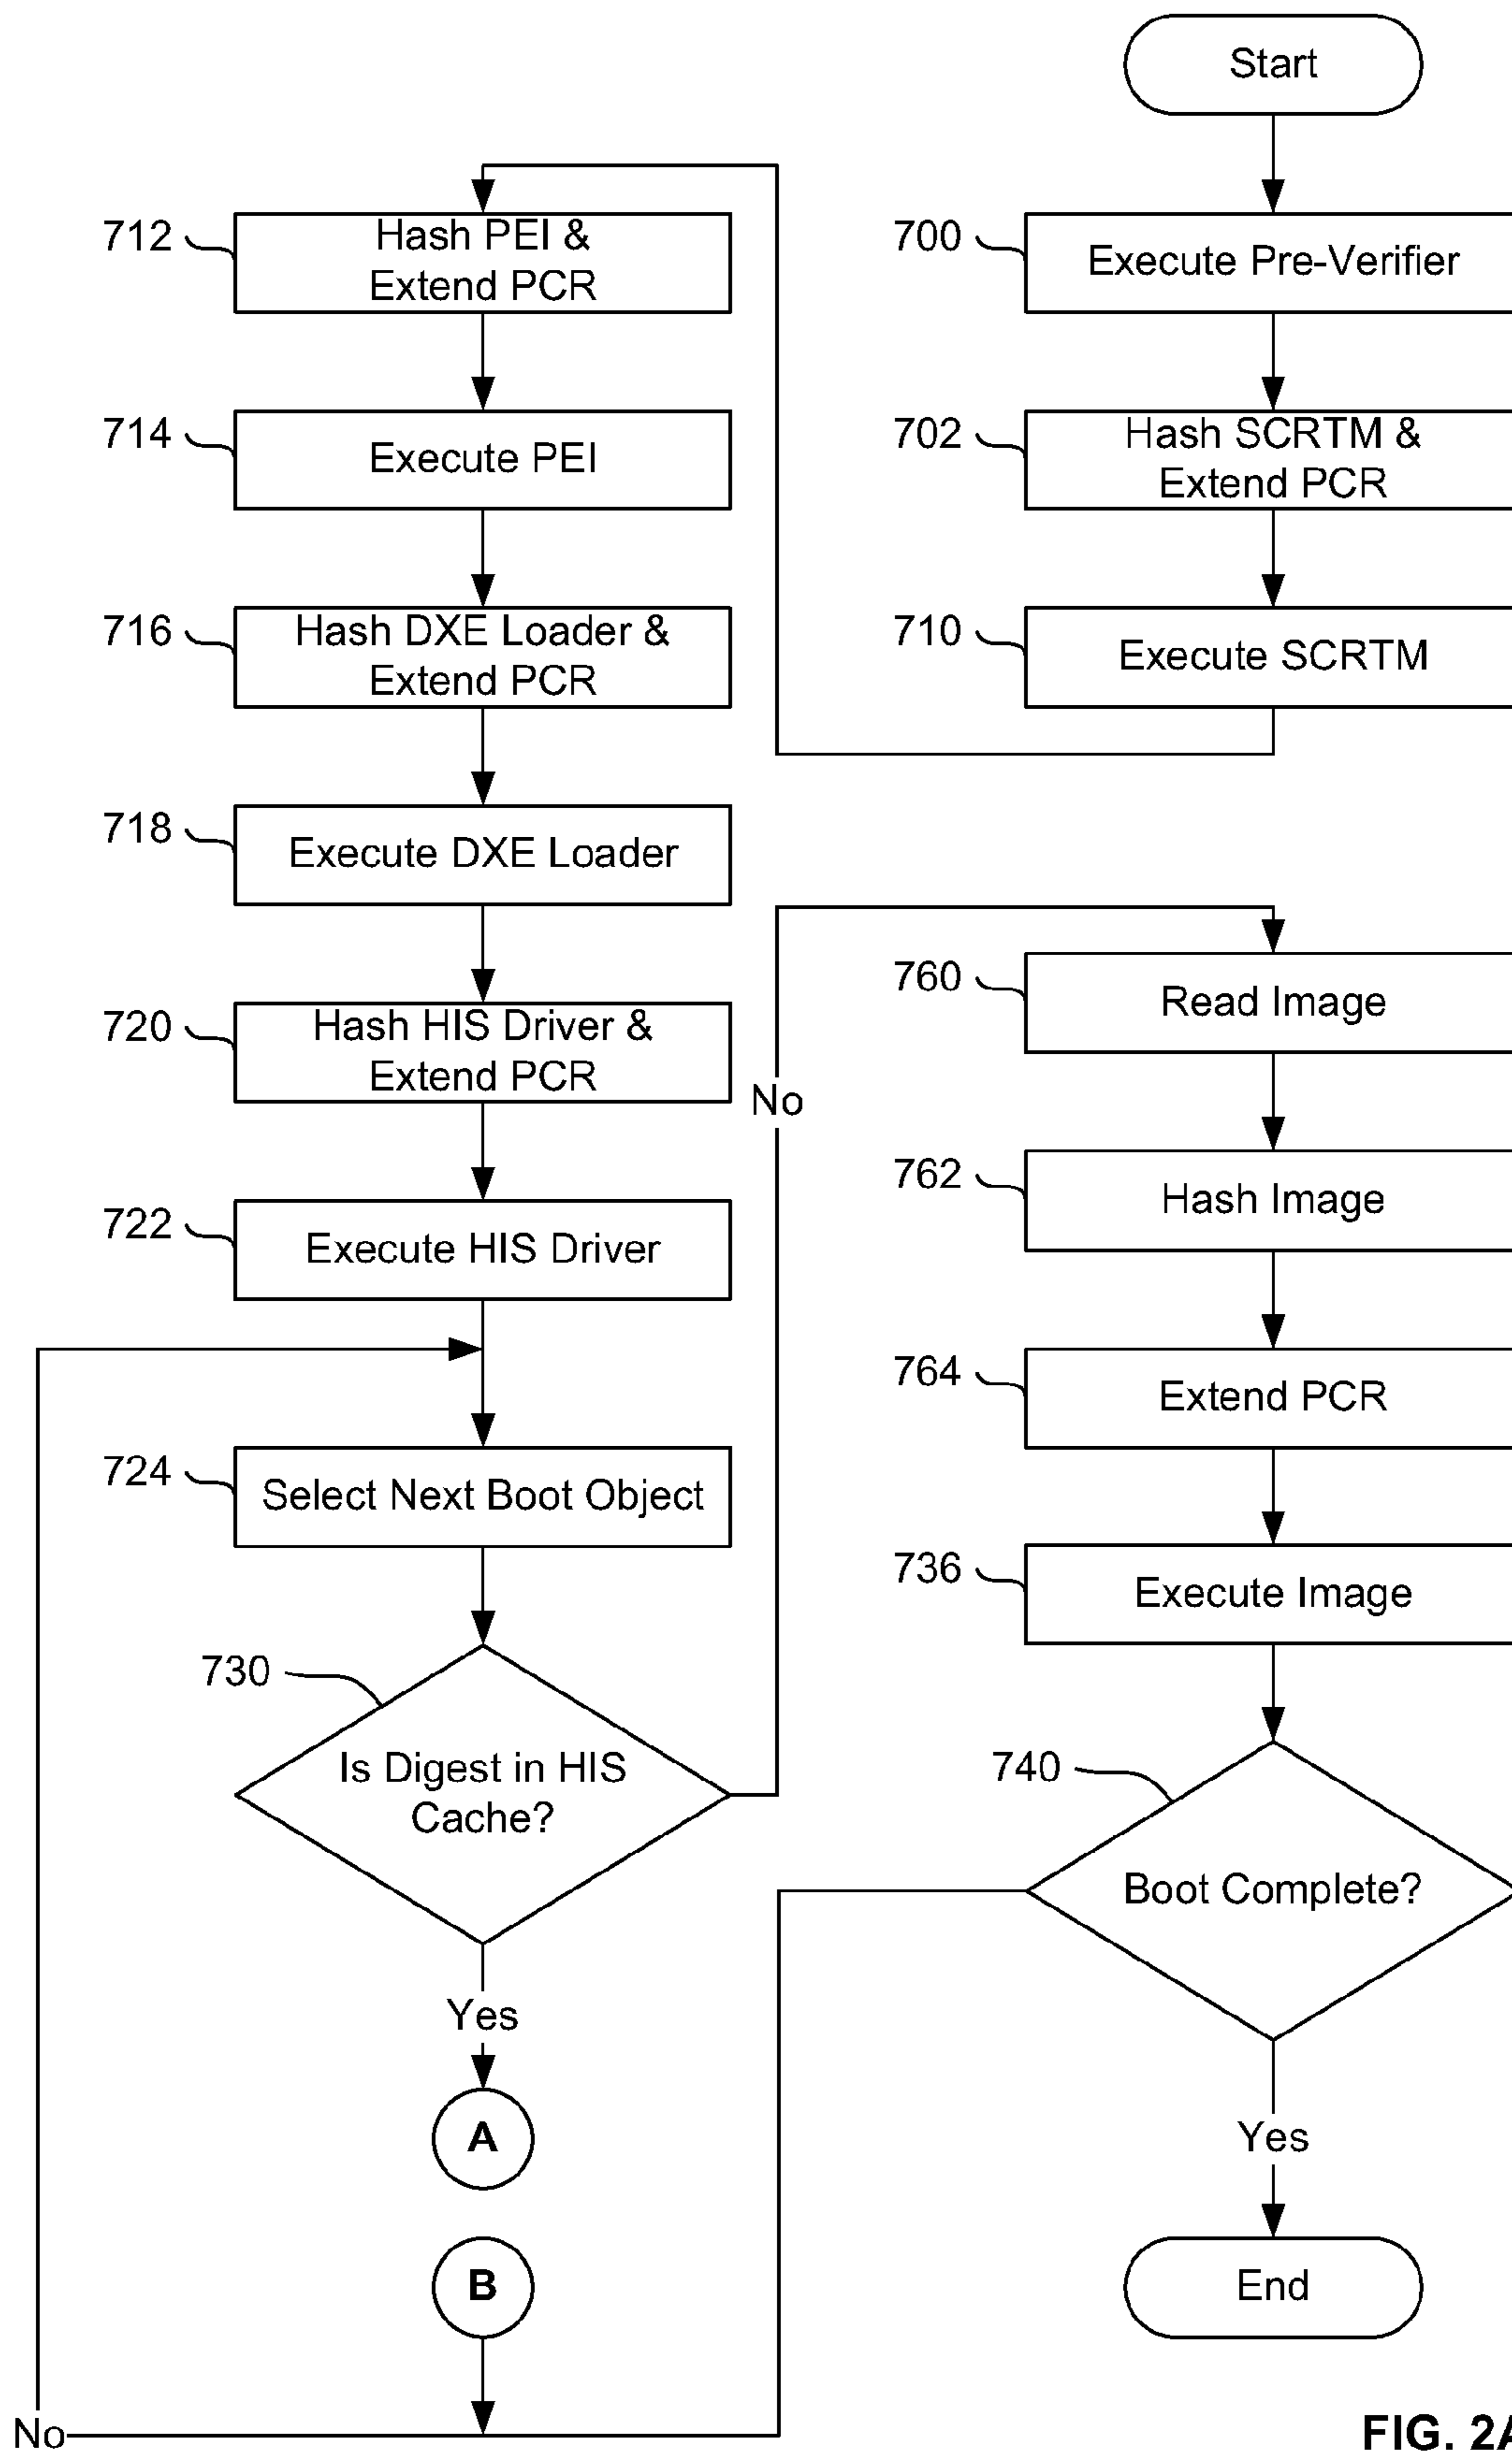 Start
700
Execute Pre-Verifier
702
Hash SCRTM &
Extend PCR
710
Execute SCRTM
712
Hash PEI &
Extend PCR
714
Execute PEI
716
Hash DXE Loader &
Extend PCR
718
Execute DXE Loader
720
Hash HIS Driver &
Extend PCR
722
Execute HIS Driver
724
Select Next Boot Object
730
Is Digest in HIS
Cache?
No
Yes
A
B
760
Read Image
762
Hash Image
764
Extend PCR
736
Execute Image
740
Boot Complete?
Yes
End
No
FIG. 2A